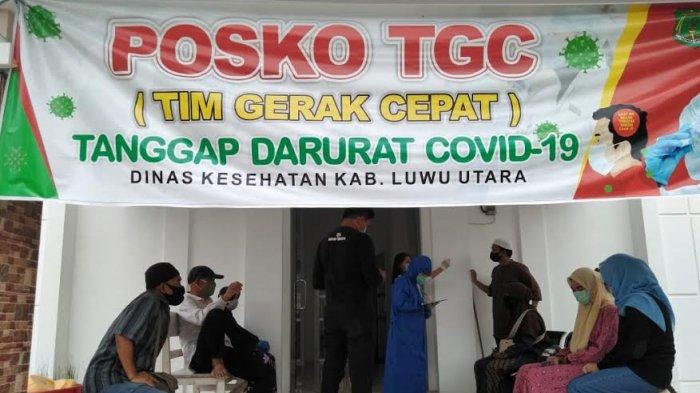 POSKO TGC
( TIM GERAK CEPAT )
TANGGAP DARURAT COVID-19
DINAS KESEHATAN KAB. LUWU UTARA